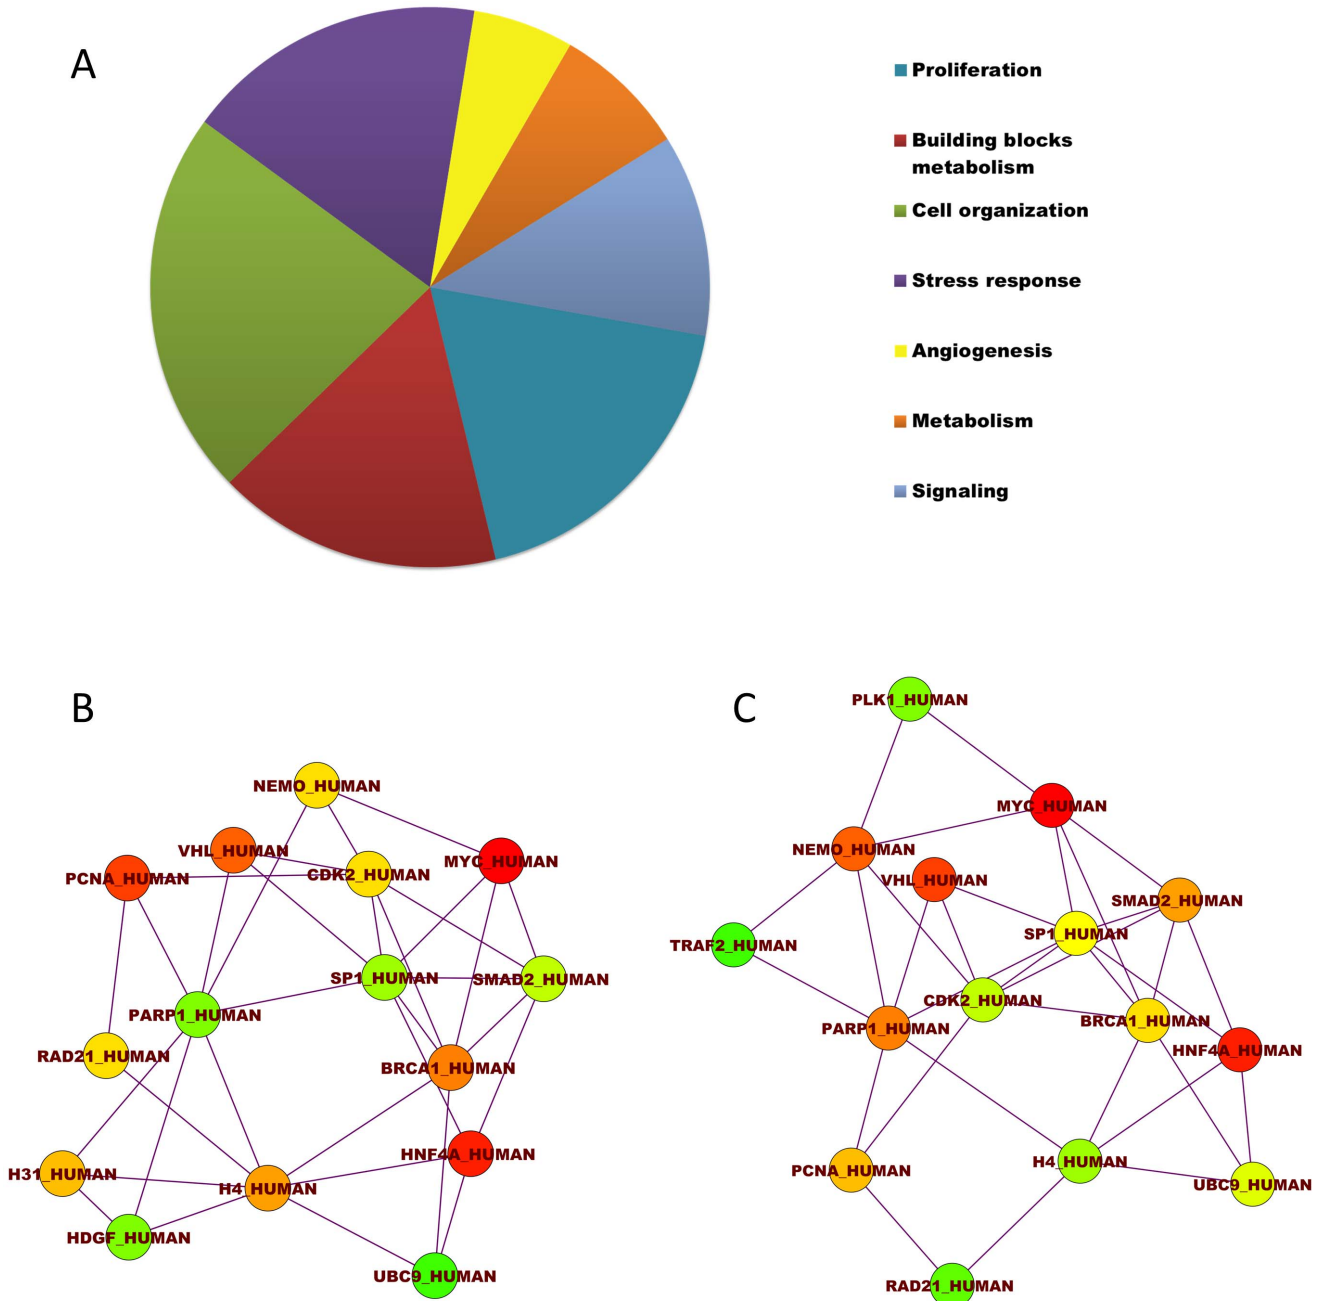 A
Proliferation
Building blocks
metabolism
Cell organization
Stress response
Angiogenesis
Metabolism
Signaling
B
NEMO_HUMAN
VHL_HUMAN
MYC_HUMAN
PCNA_HUMAN
CDK2_HUMAN
SP1_HUMAN
SMAD2_HUMAN
PARP1_HUMAN
RAD21_HUMAN
BRCA1_HUMAN
HNF4A_HUMAN
H31_HUMAN
H4_HUMAN
HDGF_HUMAN
UBC9_HUMAN
C
PLK1_HUMAN
MYC_HUMAN
NEMO_HUMAN
VHL_HUMAN
SMAD2_HUMAN
SP1_HUMAN
TRAF2_HUMAN
CDK2_HUMAN
BRCA1_HUMAN
PARP1_HUMAN
HNF4A_HUMAN
H4_HUMAN
PCNA_HUMAN
UBC9_HUMAN
RAD21_HUMAN